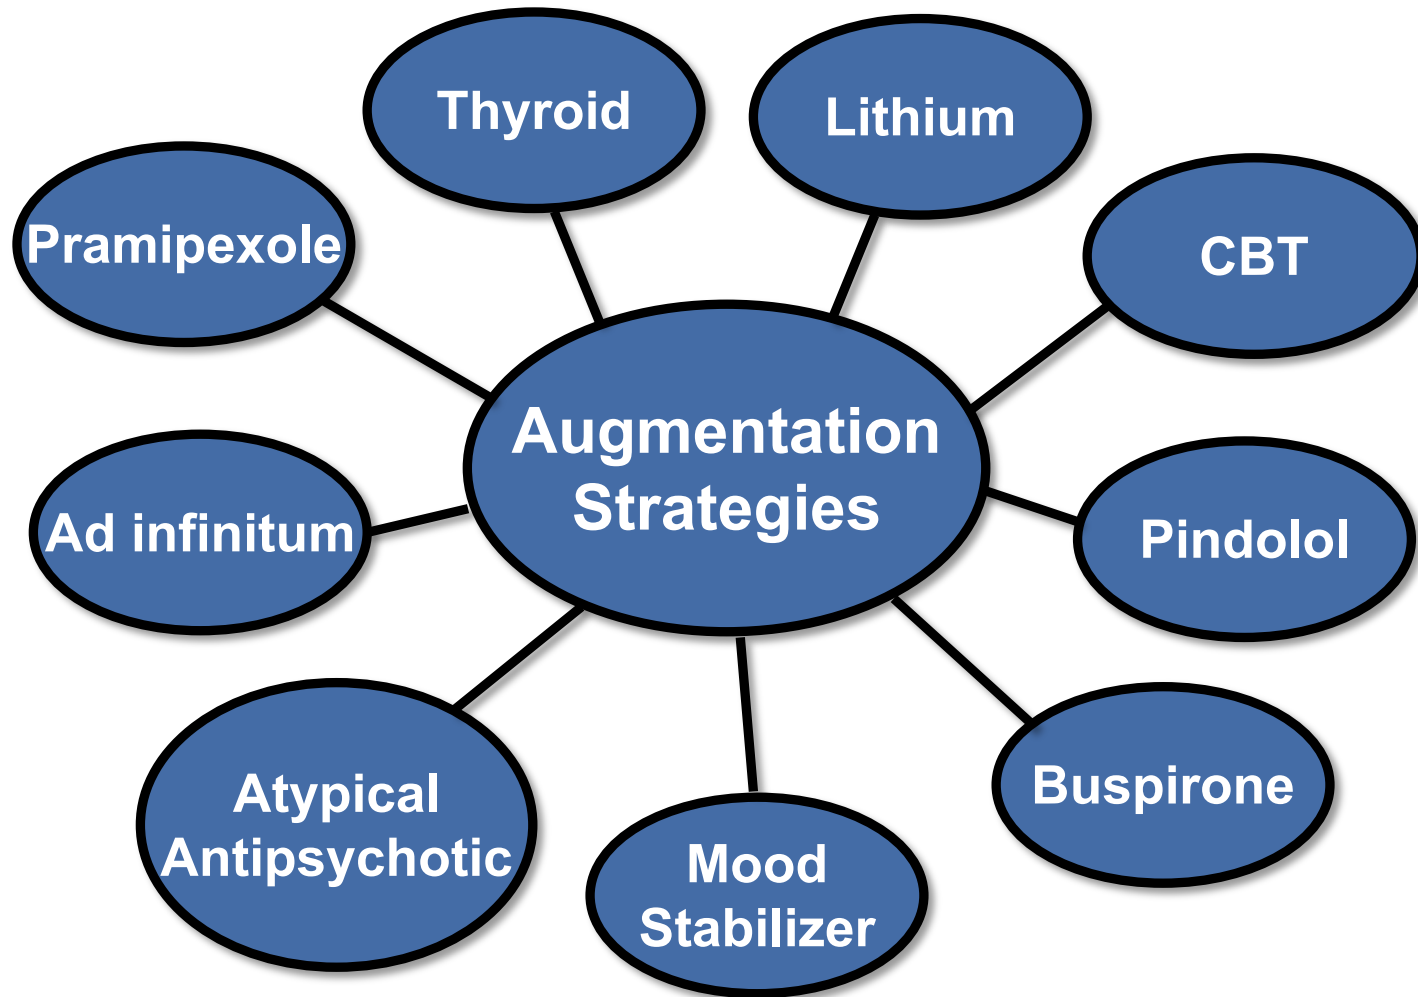 Thyroid
Lithium
Pramipexole
CBT
Augmentation
Strategies
Ad infinitum
Pindolol
Atypical
Antipsychotic
Buspirone
Mood
Stabilizer